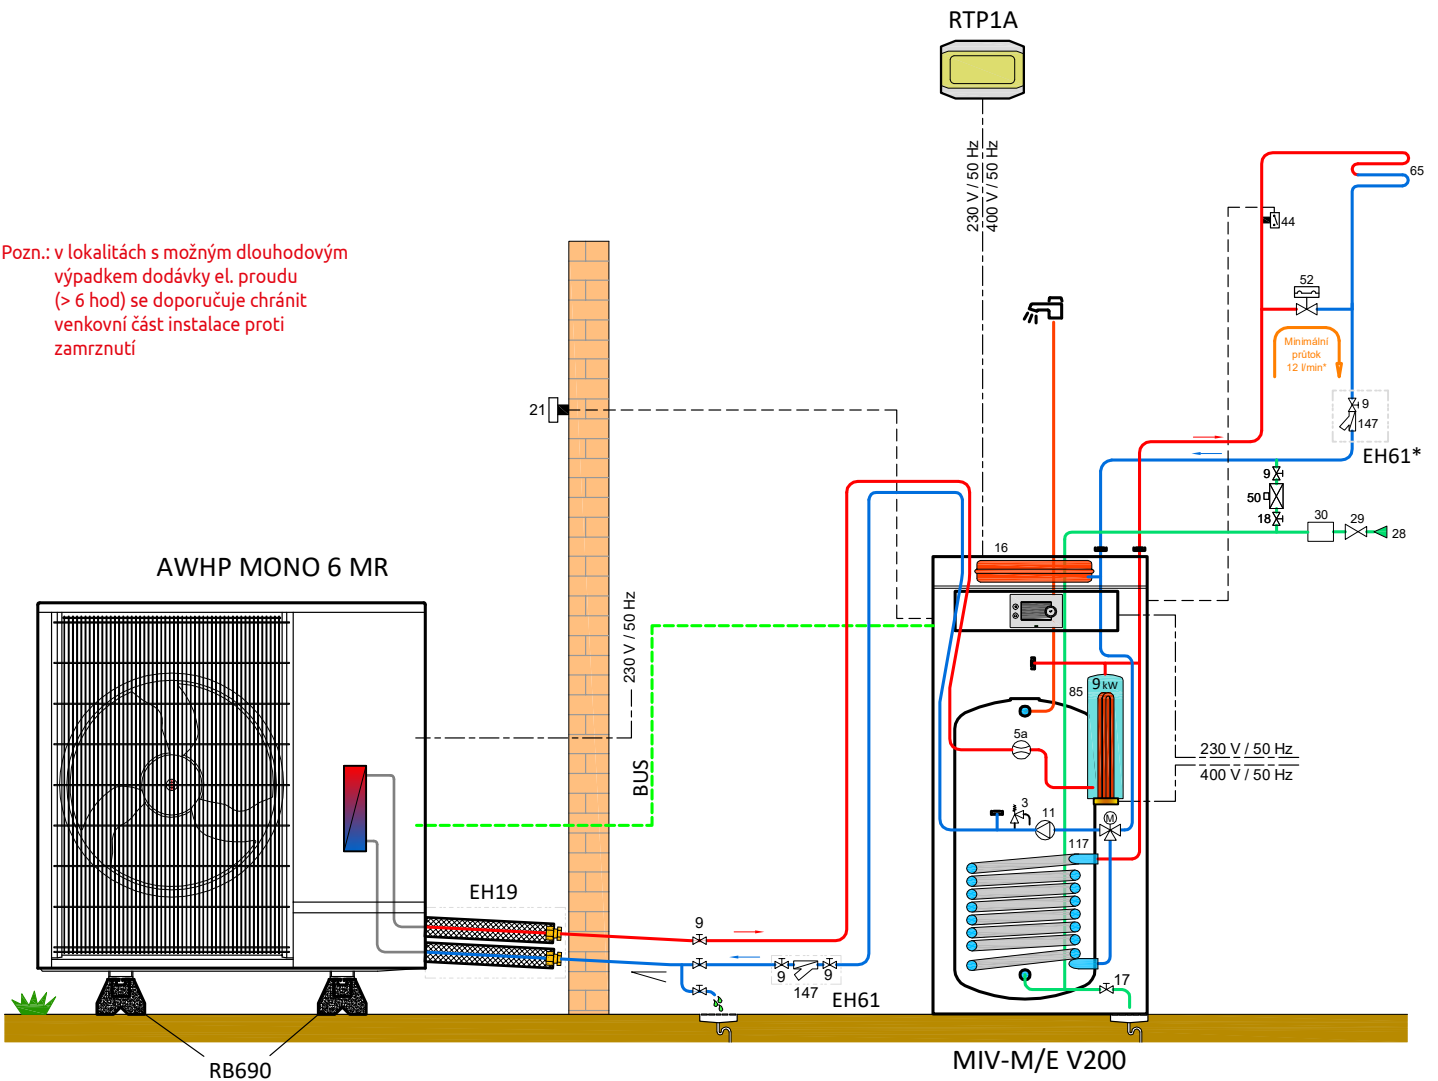 RTP1A
230 V / 50 Hz
400 V / 50 Hz
65
44
Pozn.: v lokalitách s možným dlouhodovým
výpadkem dodávky el. proudu
(> 6 hod) se doporučuje chránit
venkovní část instalace proti
zamrznutí
52
Minimální
průtok
12 l/min*
21
9
147
EH61*
9
50
18
30
29
28
16
AWHP MONO 6 MR
230 V / 50 Hz
BUS
85
9 kW
5a
230 V / 50 Hz
400 V / 50 Hz
3
11
M
117
EH19
9
9
9
147
EH61
17
RB690
MIV-M/E V200